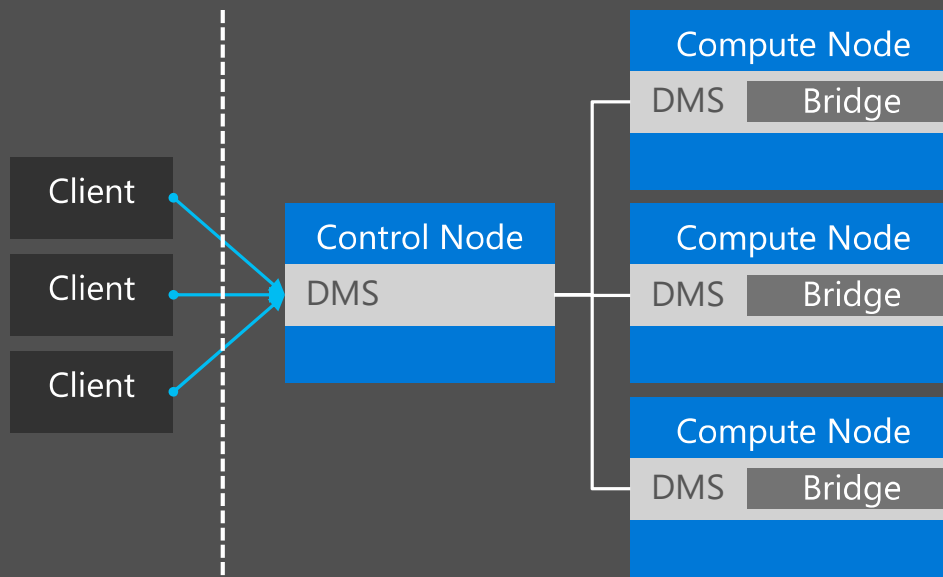 Client
Client
Client
Control Node
DMS
Compute Node
DMS Bridge
Compute Node
DMS Bridge
Compute Node
DMS Bridge